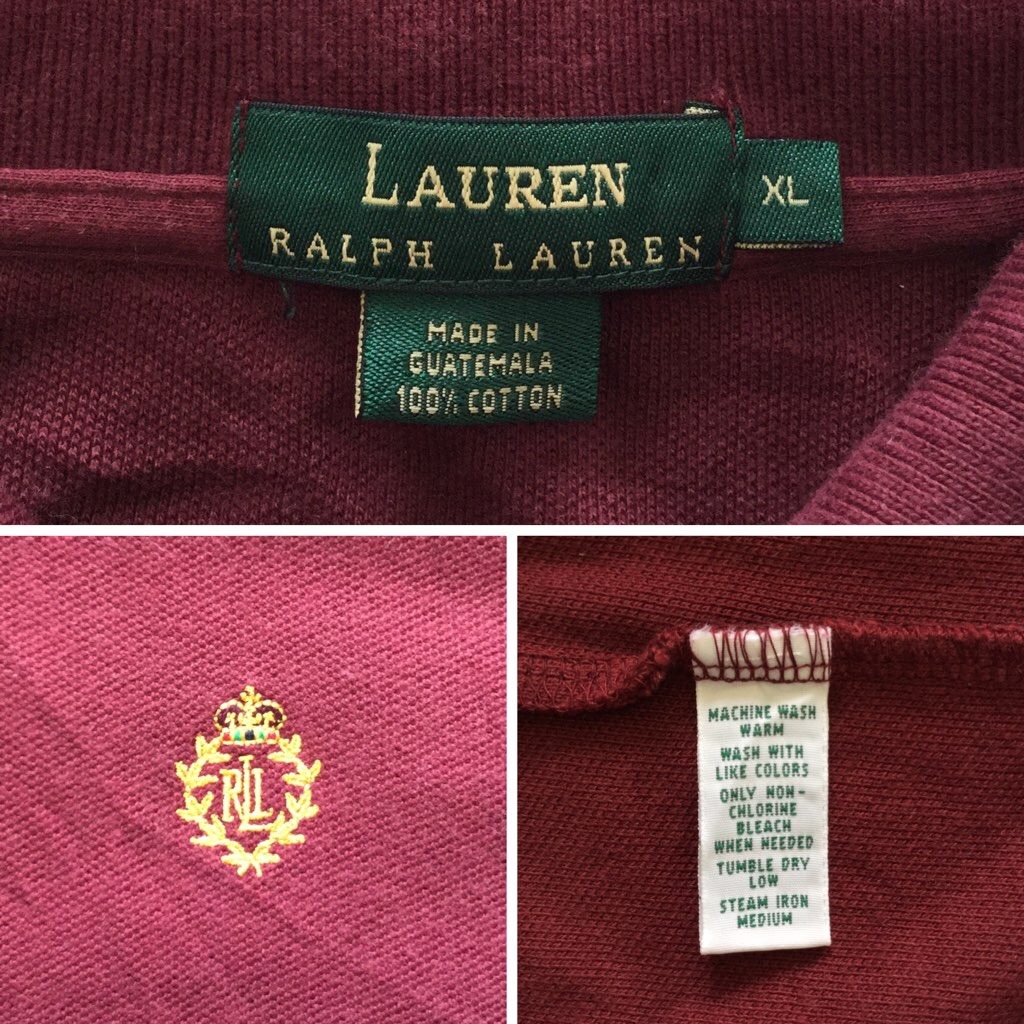 LAUREN
RALPH LAUREN
XL
MADE IN
GUATEMALA
100% COTTON
RLL
MACHINE WASH
WARM
WASH WITH
LIKE COLORS
ONLY NON-
CHLORINE
BLEACH
WHEN NEEDED
TUMBLE DRY
LOW
STEAM IRON
MEDIUM